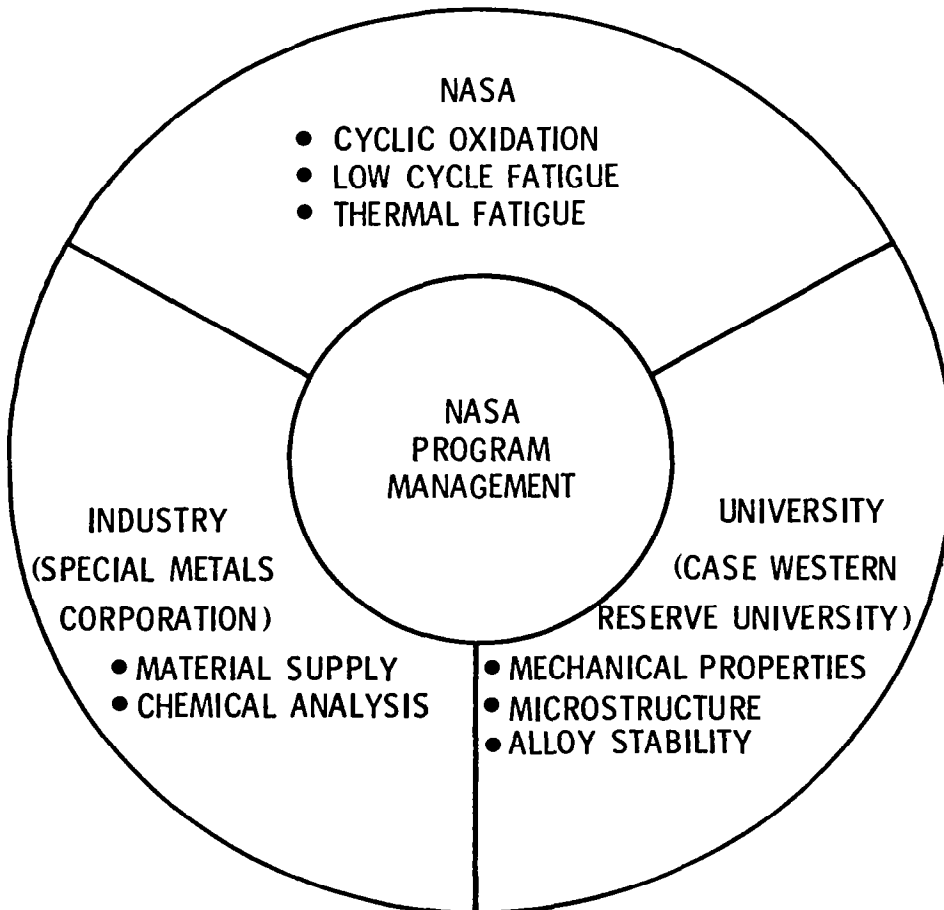 NASA
• CYCLIC OXIDATION
• LOW CYCLE FATIGUE
• THERMAL FATIGUE
NASA
PROGRAM
MANAGEMENT
INDUSTRY
(SPECIAL METALS
CORPORATION)
• MATERIAL SUPPLY
• CHEMICAL ANALYSIS
UNIVERSITY
(CASE WESTERN
RESERVE UNIVERSITY)
• MECHANICAL PROPERTIES
• MICROSTRUCTURE
• ALLOY STABILITY